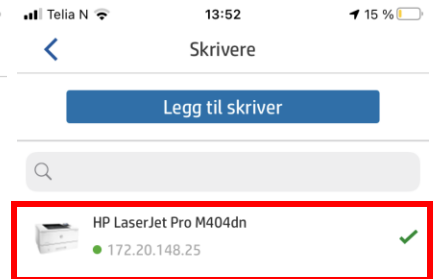 Telia N 13:52 15 %
Skrivere
Legg til skriver
HP LaserJet Pro M404dn
172.20.148.25